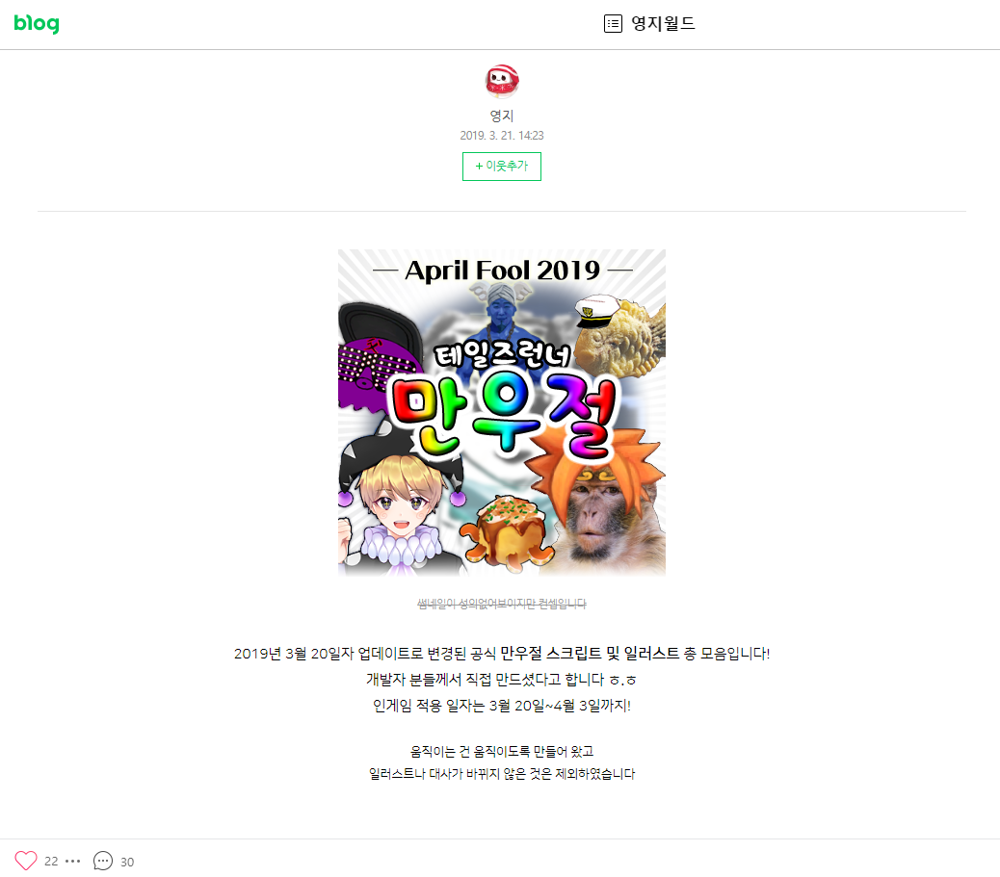 blog
영지월드
영지
2019. 3. 21. 14:23
+ 이웃추가
April Fool 2019
테일즈런너
만우절
썸네일이 성의없어보이지만 컨셉입니다
2019년 3월 20일자 업데이트로 변경된 공식 만우절 스크립트 및 일러스트 총 모음입니다!
개발자 분들께서 직접 만드셨다고 합니다 ㅎ.ㅎ
인게임 적용 일자는 3월 20일~4월 3일까지!
움직이는 건 움직이도록 만들어 왔고
일러스트나 대사가 바뀌지 않은 것은 제외하였습니다
22 ··· 30